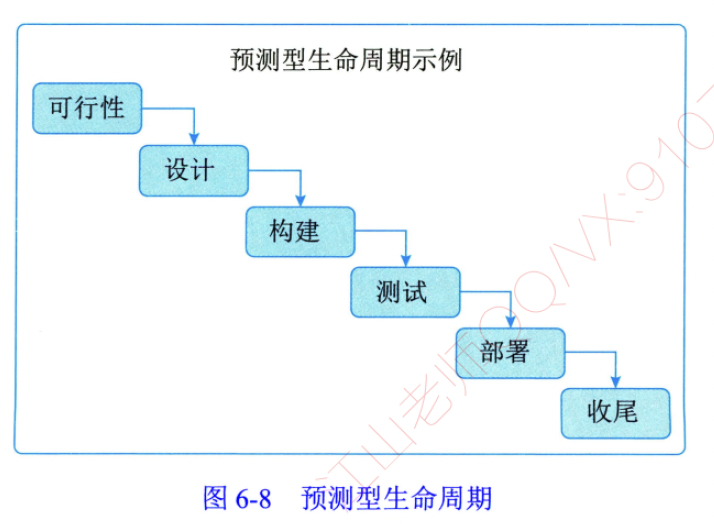 预测型生命周期示例
可行性
设计
构建
测试
部署
收尾
江山老师QQ/VX:910
图 6-8 预测型生命周期